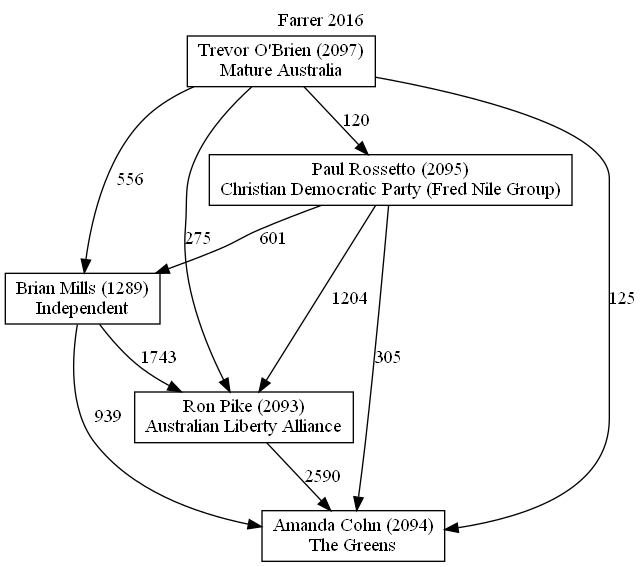 Farrer 2016
Trevor O'Brien (2097)
Mature Australia
120
Paul Rossetto (2095)
Christian Democratic Party (Fred Nile Group)
556
275
601
Brian Mills (1289)
Independent
1204
125
1743
305
Ron Pike (2093)
Australian Liberty Alliance
939
2590
Amanda Cohn (2094)
The Greens